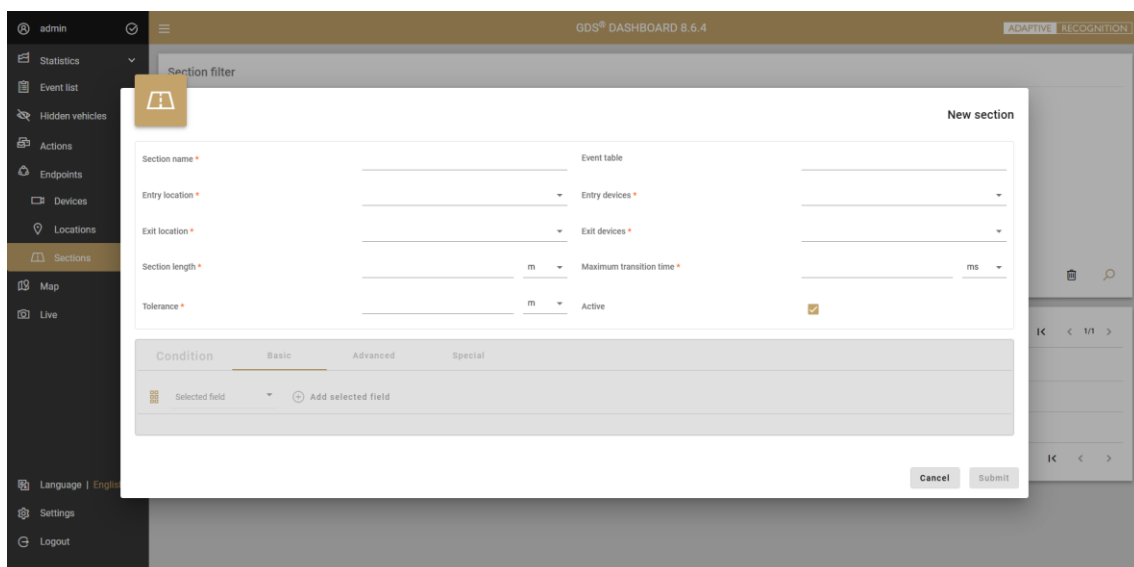 admin
GDS® DASHBOARD 8.6.4
ADAPTIVE RECOGNITION
Statistics
Event list
Hidden vehicles
Actions
Endpoints
Devices
Locations
Sections
Map
Live
Language | English
Settings
Logout
Section filter
New section
Section name *
Event table
Entry location *
Entry devices *
Exit location *
Exit devices *
Section length *
m
Maximum transition time *
ms
Tolerance *
m
Active
Condition
Basic
Advanced
Special
Selected field
Add selected field
Cancel
Submit
1/1